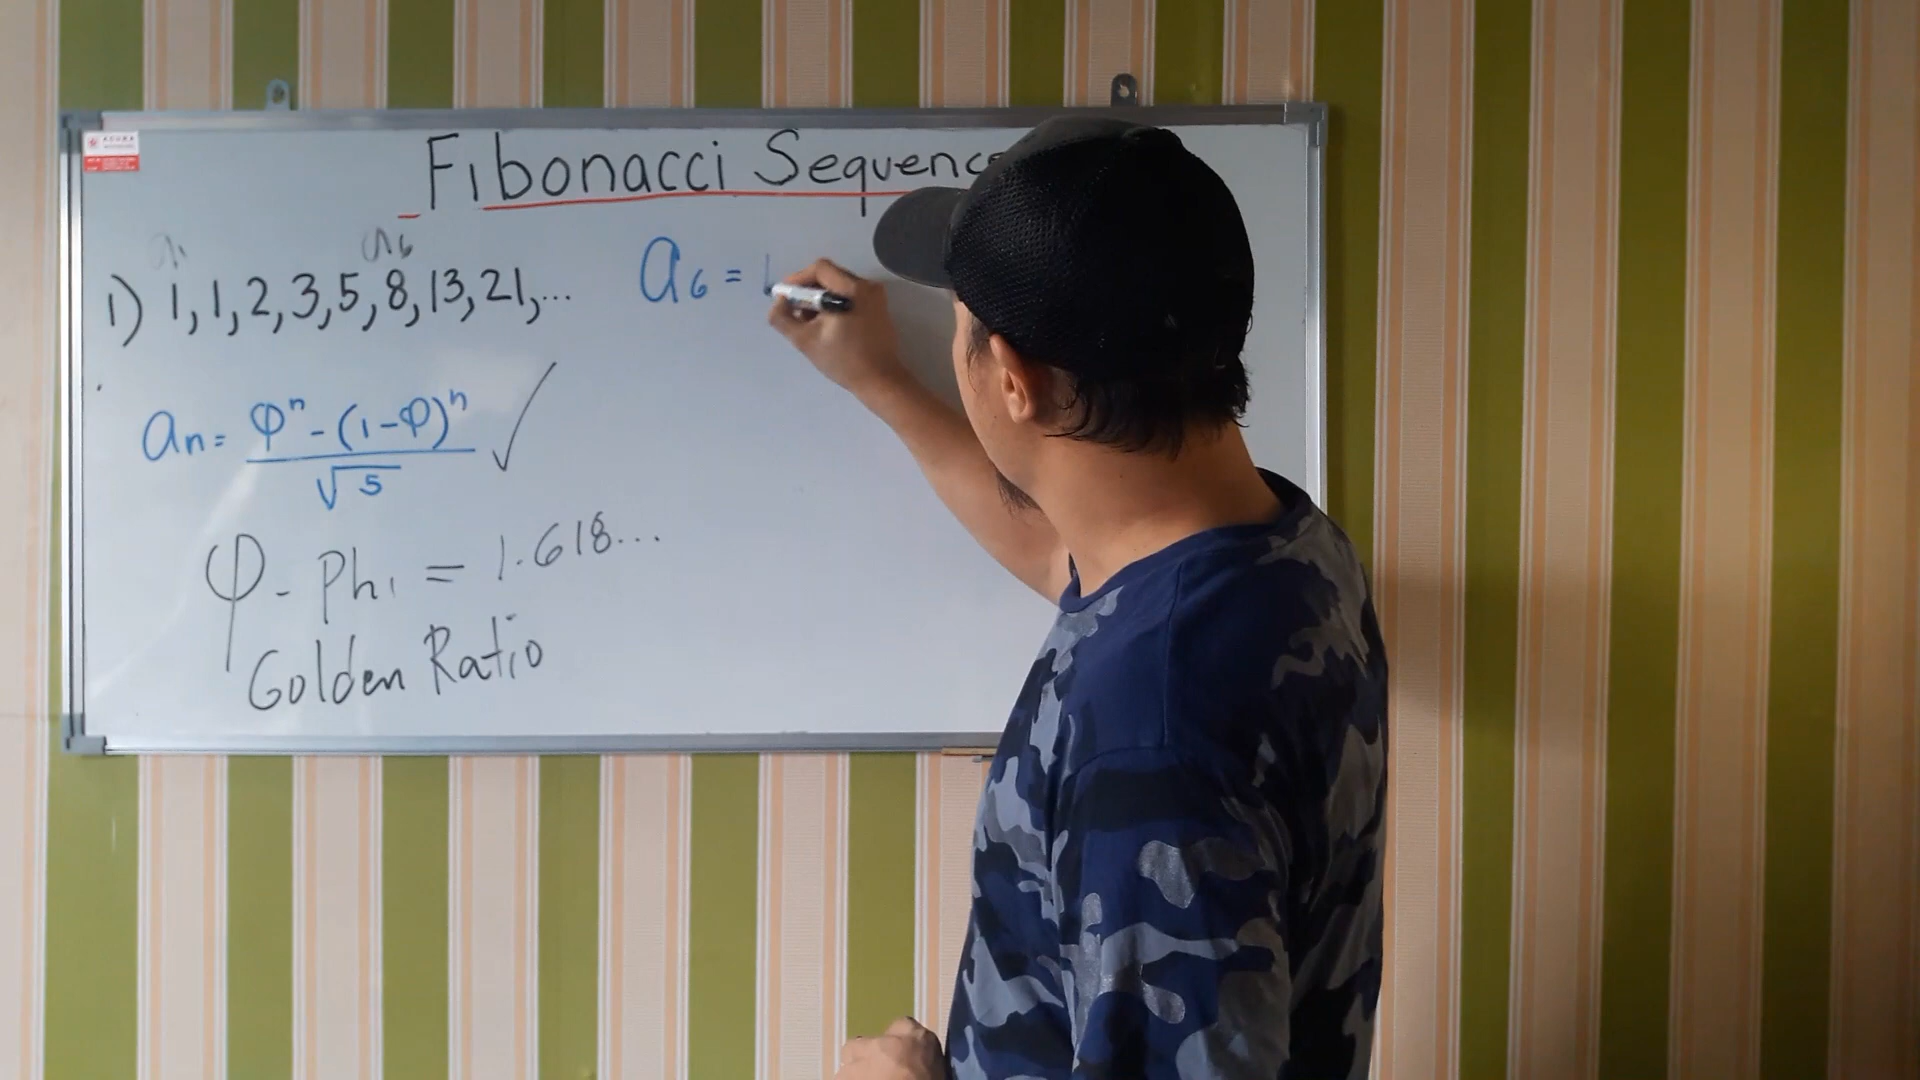 Fibonacci Sequenc
a1 a6
1) 1, 1, 2, 3, 5, 8, 13, 21, ...
a6 =
an = φⁿ - (1-φ)ⁿ
√5
φ - Phi = 1.618...
Golden Ratio